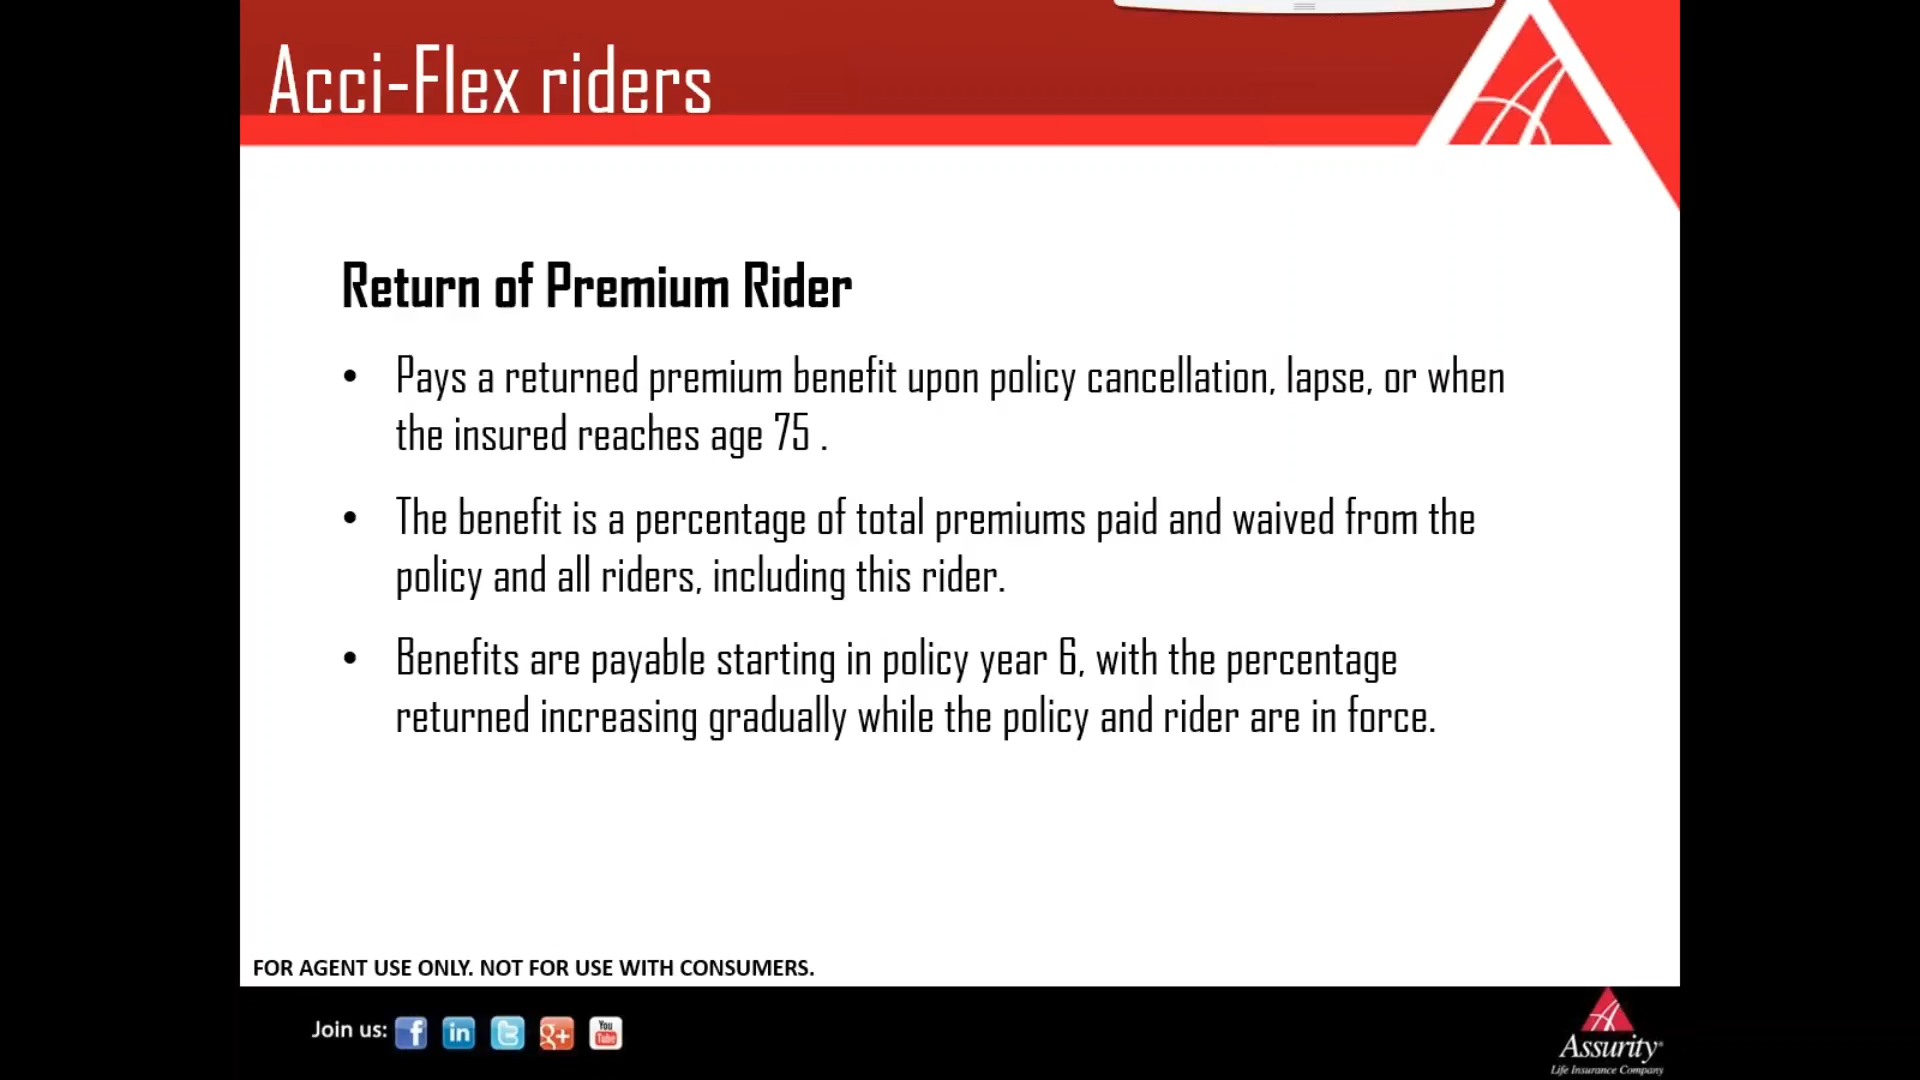 Acci-Flex riders
Return of Premium Rider
• Pays a returned premium benefit upon policy cancellation, lapse, or when
the insured reaches age 75 .
• The benefit is a percentage of total premiums paid and waived from the
policy and all riders, including this rider.
• Benefits are payable starting in policy year 6, with the percentage
returned increasing gradually while the policy and rider are in force.
FOR AGENT USE ONLY. NOT FOR USE WITH CONSUMERS.
Join us: f in t g+ You Tube
Assurity®
Life Insurance Company